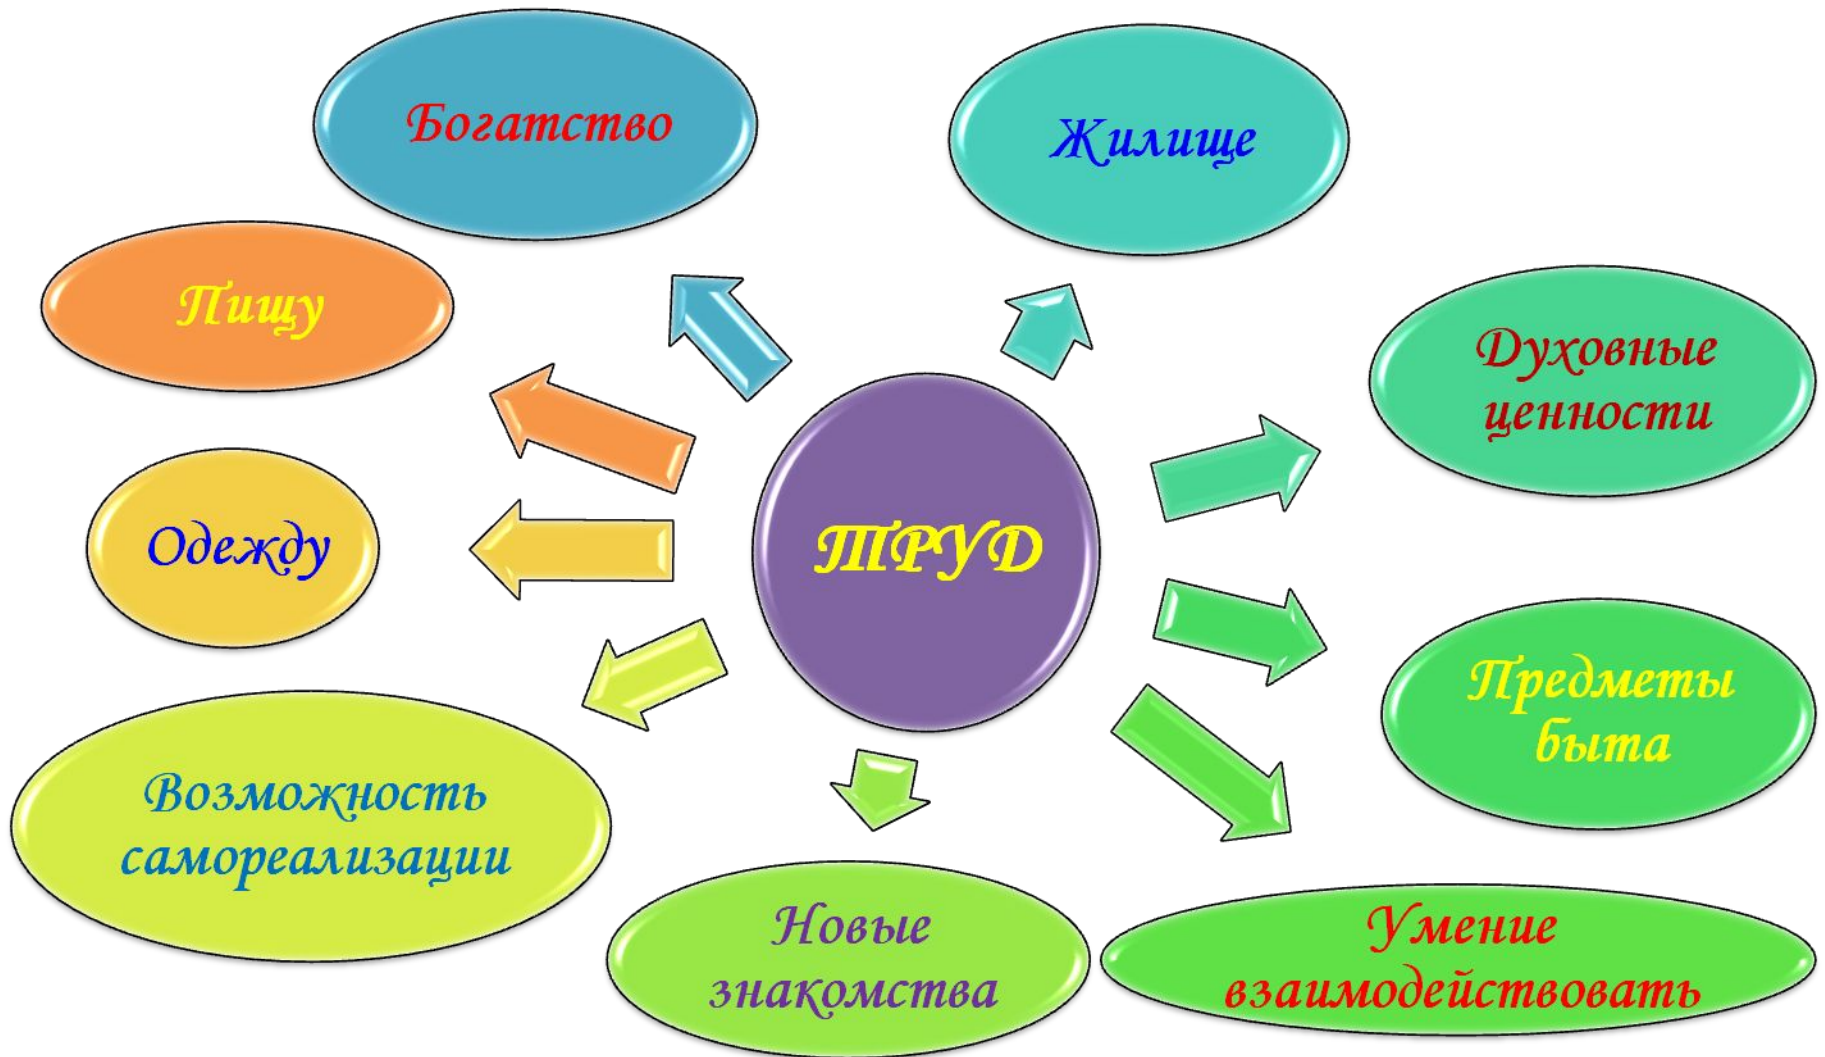 Богатство
Жилище
Пищу
Духовные
ценности
Одежду
ТРУД
Предметы
быта
Возможность
самореализации
Новые
знакомства
Умение
взаимодействовать